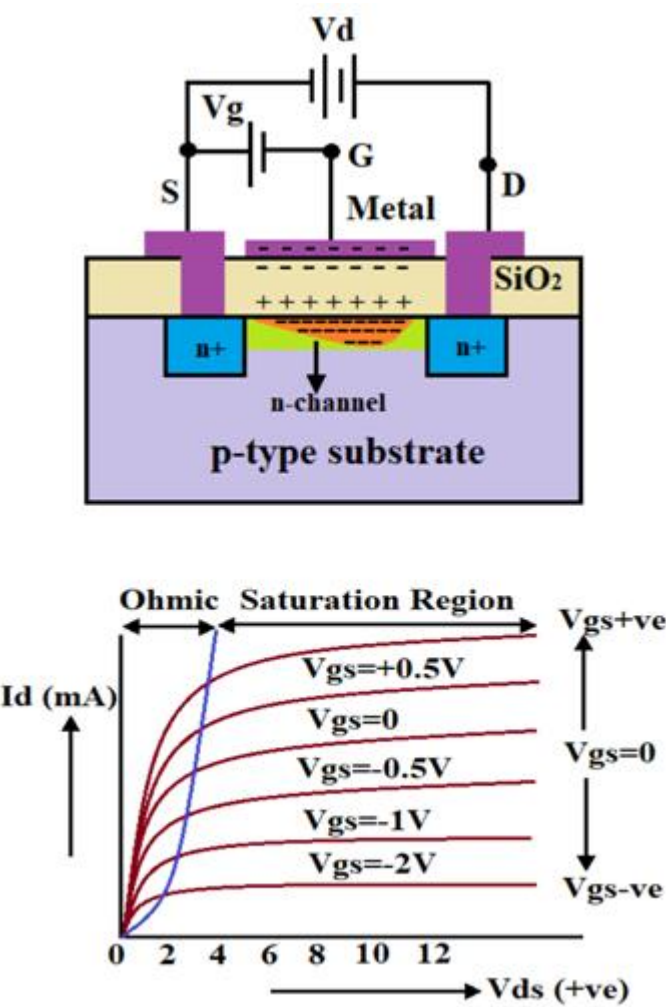 Vd
Vg
G
S
D
Metal
- - - - - - -
- - - - - - -
SiO₂
+ + + + + + +
n+ n+
n-channel
p-type substrate
Ohmic Saturation Region
Vgs+ve
Vgs=+0.5V
Id (mA)
Vgs=0
Vgs=0
Vgs=-0.5V
Vgs=-1V
Vgs=-2V
Vgs-ve
0 2 4 6 8 10 12
Vds (+ve)